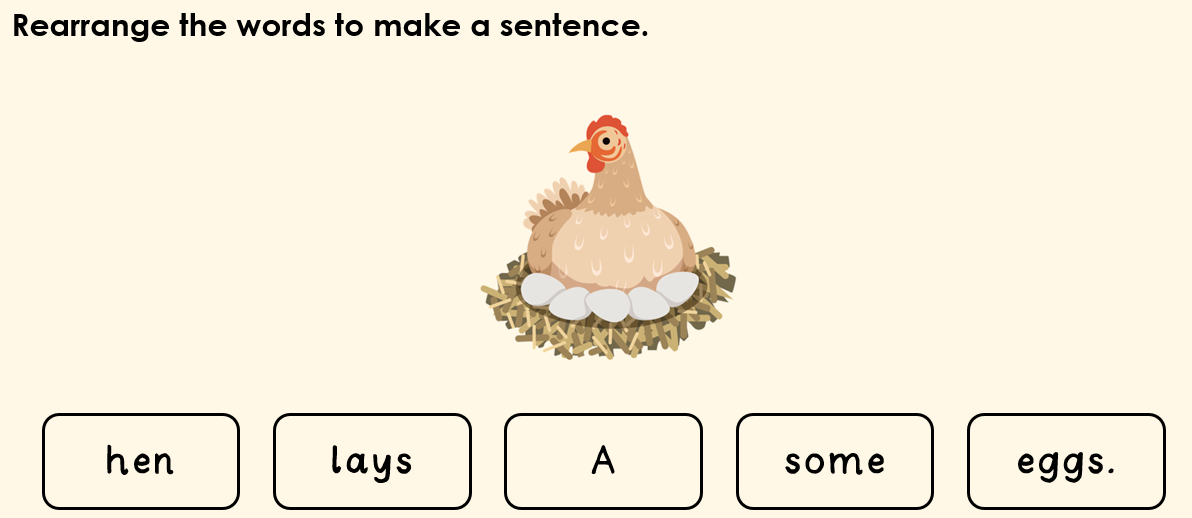 Rearrange the words to make a sentence.
hen lays A some eggs.